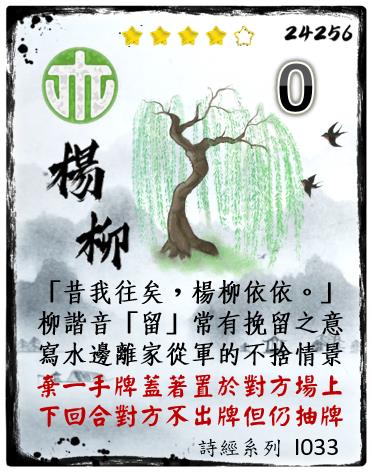 24256
木
0
楊柳
「昔我往矣，楊柳依依。」
柳諧音「留」常有挽留之意
寫水邊離家從軍的不捨情景
棄一手牌蓋著置於對方場上
下回合對方不出牌但仍抽牌
詩經系列 I033